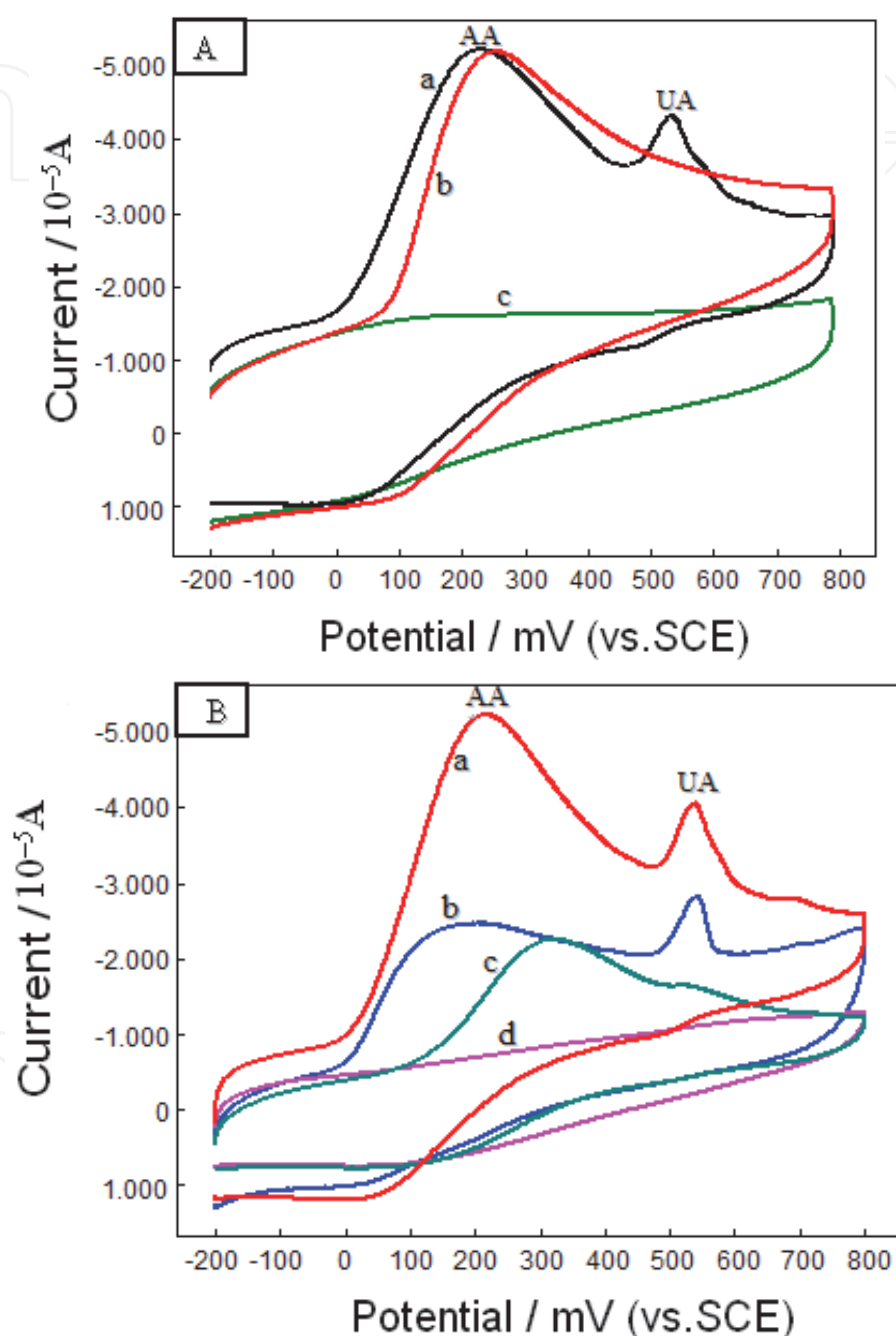 A
AA
a
UA
b
c
-5.000
-4.000
-3.000
-2.000
-1.000
0
1.000
Current / 10⁻⁵A
-200 -100 0 100 200 300 400 500 600 700 800
Potential / mV (vs.SCE)
B
AA
a
UA
b
c
d
-5.000
-4.000
-3.000
-2.000
-1.000
0
1.000
Current / 10⁻⁵A
-200 -100 0 100 200 300 400 500 600 700 800
Potential / mV (vs.SCE)